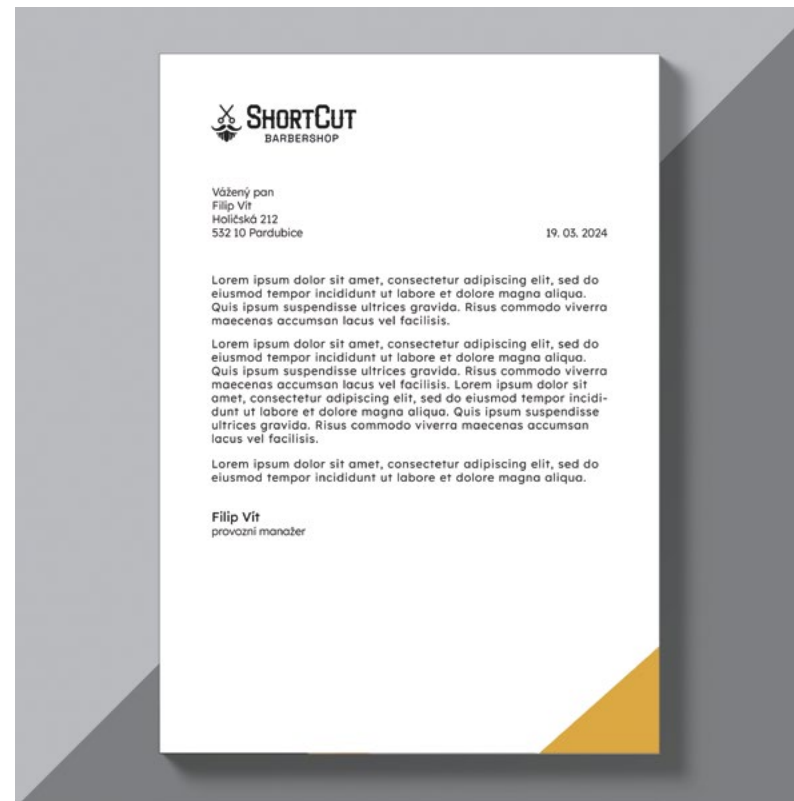 ShortCut
BARBERSHOP
Vážený pan
Filip Vít
Holičská 212
532 10 Pardubice
19. 03. 2024
Lorem ipsum dolor sit amet, consectetur adipiscing elit, sed do
eiusmod tempor incididunt ut labore et dolore magna aliqua.
Quis ipsum suspendisse ultrices gravida. Risus commodo viverra
maecenas accumsan lacus vel facilisis.
Lorem ipsum dolor sit amet, consectetur adipiscing elit, sed do
eiusmod tempor incididunt ut labore et dolore magna aliqua.
Quis ipsum suspendisse ultrices gravida. Risus commodo viverra
maecenas accumsan lacus vel facilisis. Lorem ipsum dolor sit
amet, consectetur adipiscing elit, sed do eiusmod tempor incidi-
dunt ut labore et dolore magna aliqua. Quis ipsum suspendisse
ultrices gravida. Risus commodo viverra maecenas accumsan
lacus vel facilisis.
Lorem ipsum dolor sit amet, consectetur adipiscing elit, sed do
eiusmod tempor incididunt ut labore et dolore magna aliqua.
Filip Vít
provozní manažer